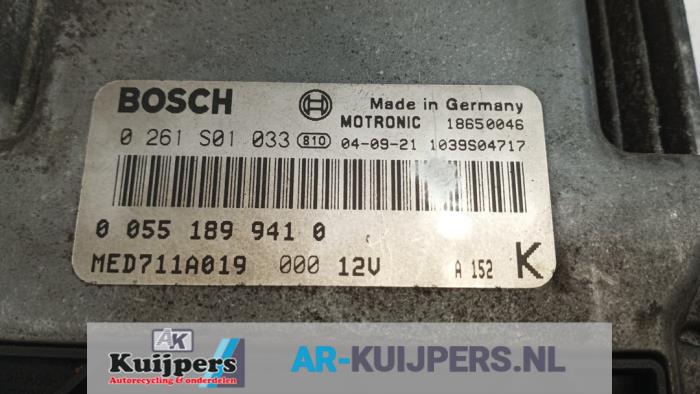 BOSCH
Made in Germany
MOTRONIC 18650046
0 261 S01 033 810 04-09-21 1039S04717
0 055 189 941 0
MED711A019 000 12V A 152 K
AK
Kuijpers
Autorecycling & onderdelen
AR-KUIJPERS.NL